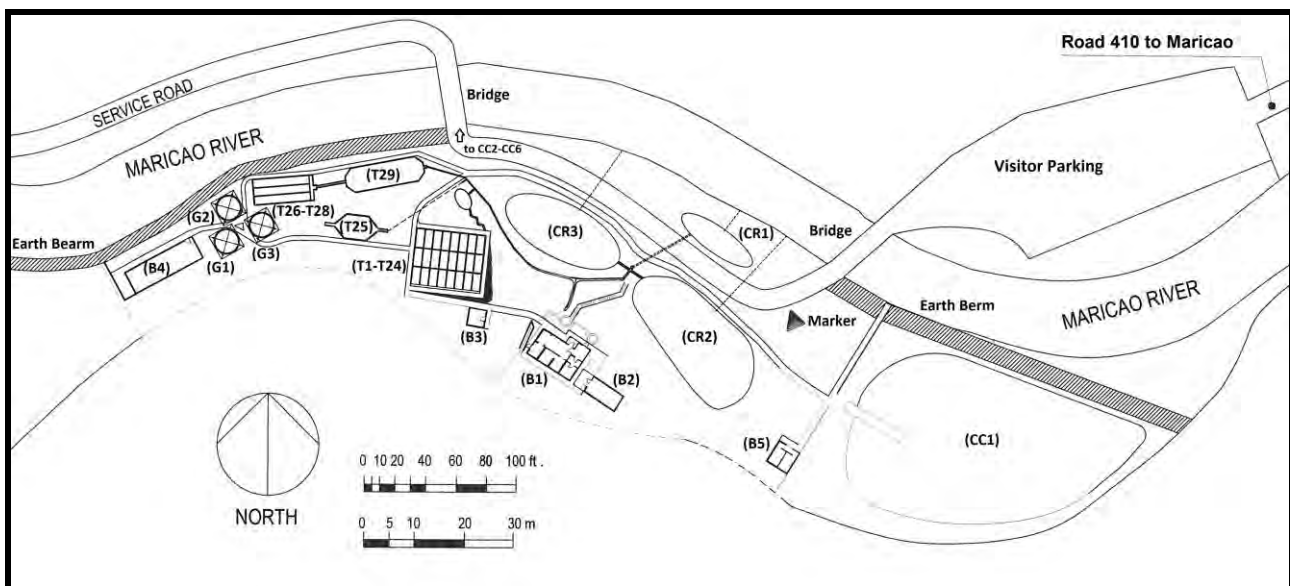 Road 410 to Maricao
SERVICE ROAD
Bridge
MARICAO RIVER
to CC2-CC6
Visitor Parking
(T29)
(T26-T28)
(G2)
(T25)
(CR3)
(CR1)
Bridge
Earth Bearm
(G3)
(B4)
(G1)
(T1-T24)
Earth Berm
MARICAO RIVER
Marker
(B3)
(CR2)
(B1)
(B2)
(B5)
(CC1)
0 10 20 40 60 80 100 ft .
NORTH
0 5 10 20 30 m